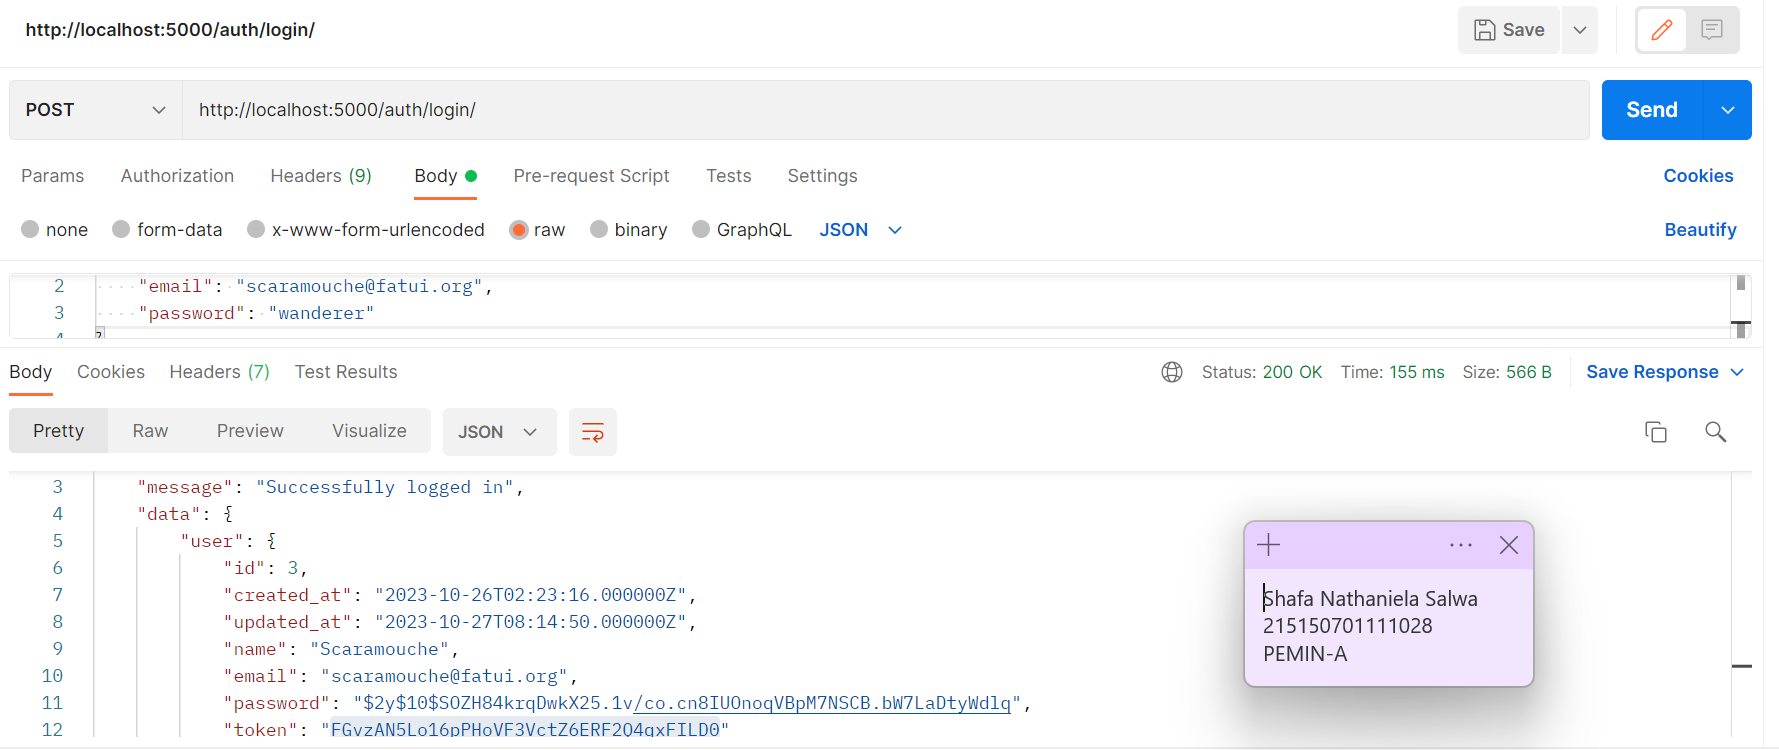 http://localhost:5000/auth/login/
Save
POST
http://localhost:5000/auth/login/
Send
Params Authorization Headers (9) Body Pre-request Script Tests Settings Cookies
none form-data x-www-form-urlencoded raw binary GraphQL JSON Beautify
2 "email": "scaramouche@fatui.org",
3 "password": "wanderer"
4 }
Body Cookies Headers (7) Test Results Status: 200 OK Time: 155 ms Size: 566 B Save Response
Pretty Raw Preview Visualize JSON
3 "message": "Successfully logged in",
4 "data": {
5 "user": {
6 "id": 3,
7 "created_at": "2023-10-26T02:23:16.000000Z",
8 "updated_at": "2023-10-27T08:14:50.000000Z",
9 "name": "Scaramouche",
10 "email": "scaramouche@fatui.org",
11 "password": "$2y$10$SOZH84krqDwkX25.1v/co.cn8IUOnoqVBpM7NSCB.bW7LaDtyWdlq",
12 "token": "FGvzAN5Lo16pPHoVF3VctZ6ERF2Q4gxFILD0"
Shafa Nathaniela Salwa
215150701111028
PEMIN-A